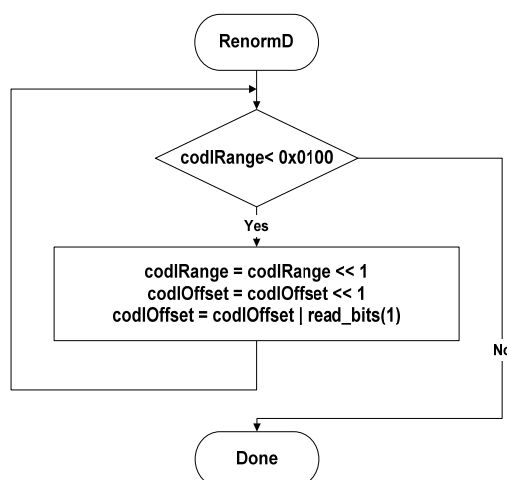 RenormD
codIRange< 0x0100
Yes
codIRange = codIRange << 1
codIOffset = codIOffset << 1
codIOffset = codIOffset | read_bits(1)
No
Done